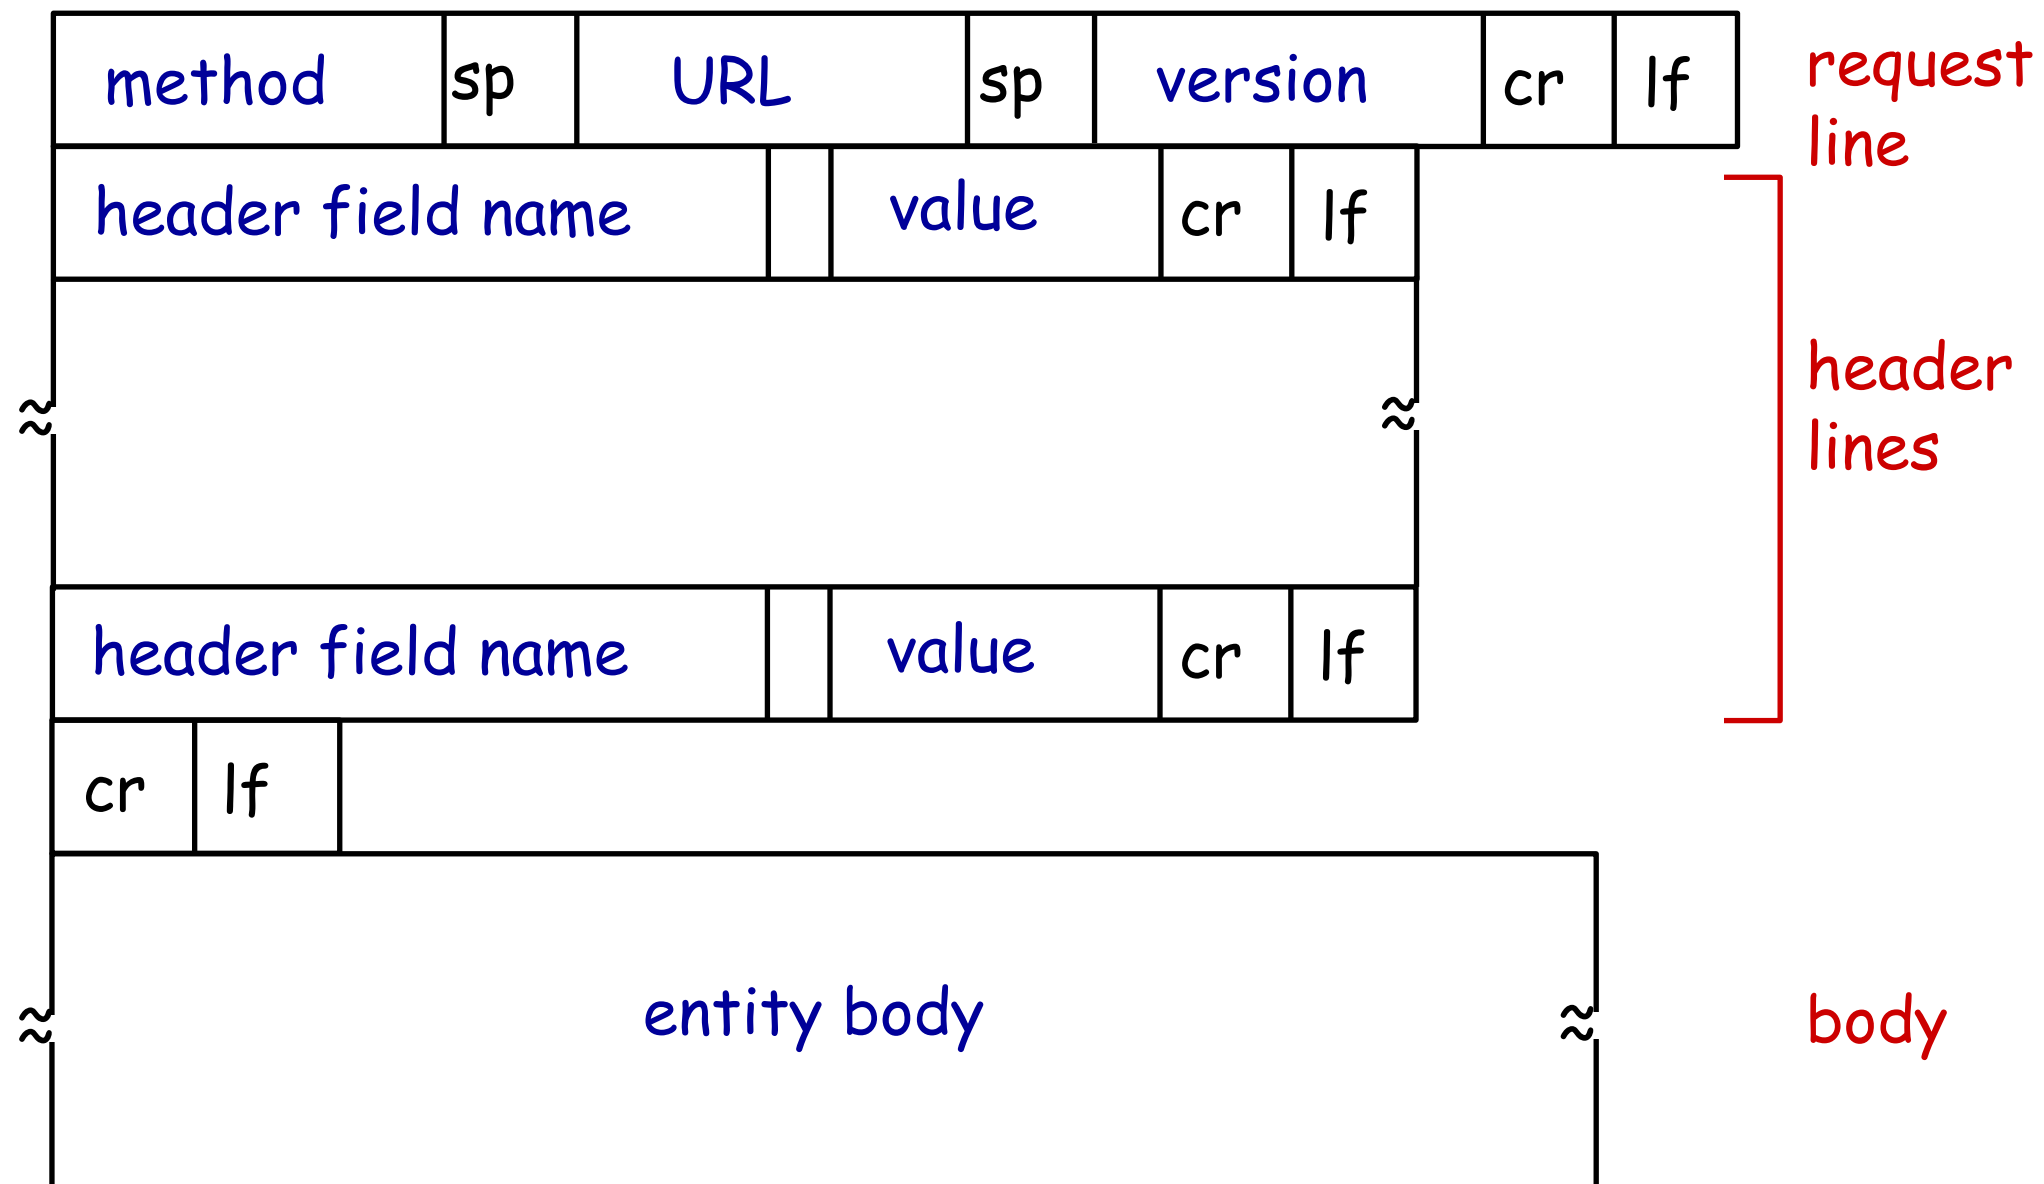 method sp URL sp version cr lf
request
line
header field name value cr lf
header
lines
header field name value cr lf
cr lf
entity body
body